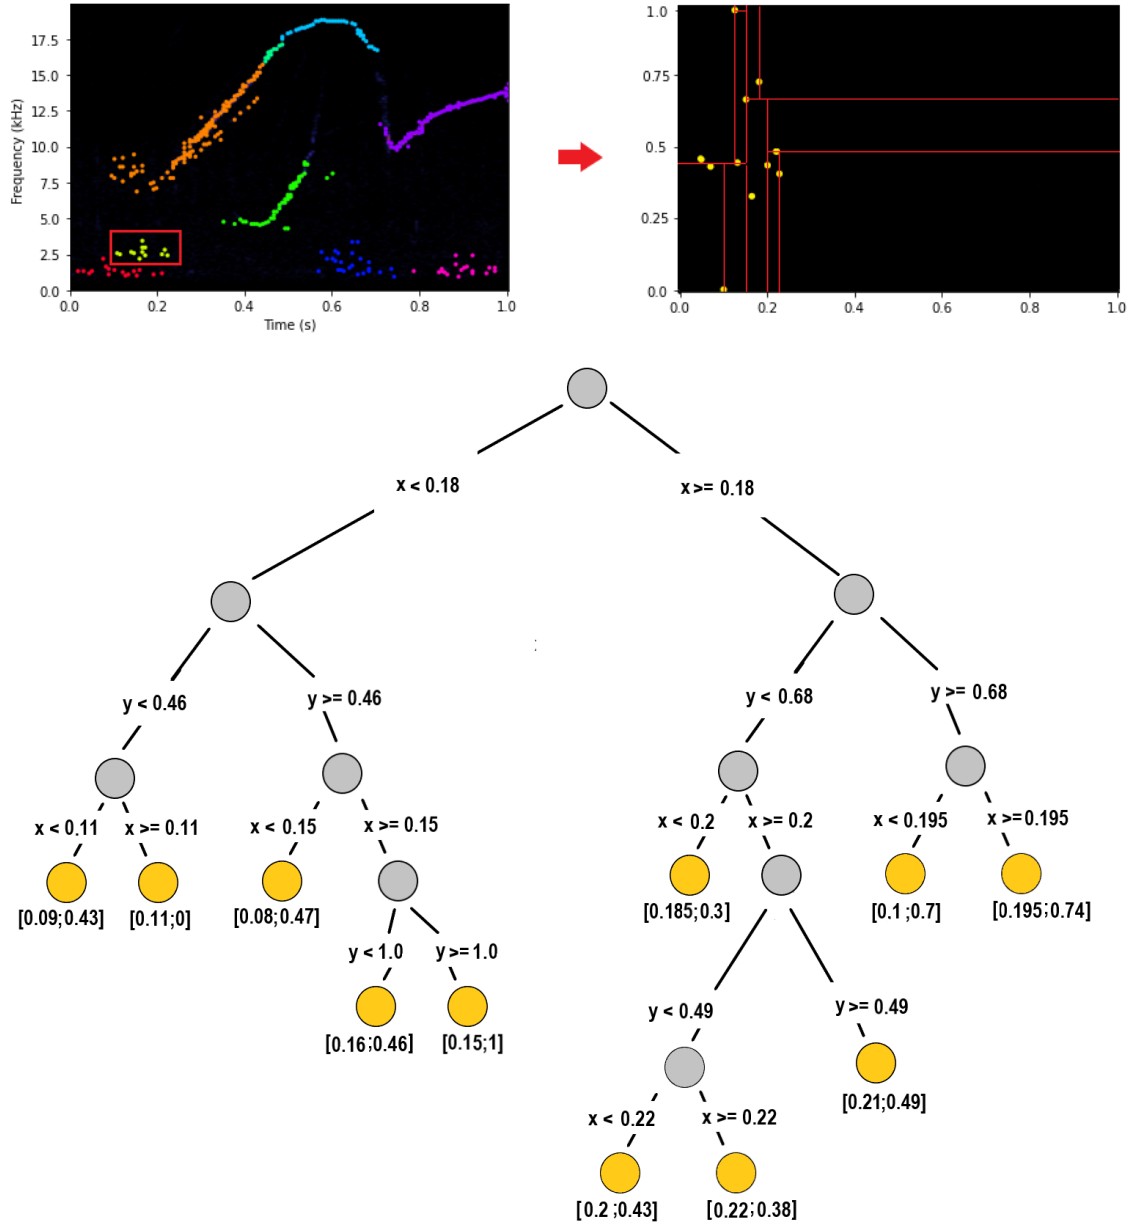 17.5
15.0
12.5
10.0
7.5
5.0
2.5
0.0
Frequency (kHz)
0.0 0.2 0.4 0.6 0.8 1.0
Time (s)
1.0
0.75
0.5
0.25
0.0
0.0 0.2 0.4 0.6 0.8 1.0
x < 0.18 x >= 0.18
y < 0.46 y >= 0.46 y < 0.68 y >= 0.68
x < 0.11 x >= 0.11 x < 0.15 x >= 0.15 x < 0.2 x >= 0.2 x < 0.195 x >= 0.195
[0.09;0.43] [0.11;0] [0.08;0.47] [0.185;0.3] [0.1;0.7] [0.195;0.74]
y < 1.0 y >= 1.0
[0.16;0.46] [0.15;1]
y < 0.49 y >= 0.49
[0.21;0.49]
x < 0.22 x >= 0.22
[0.2 ;0.43] [0.22;0.38]